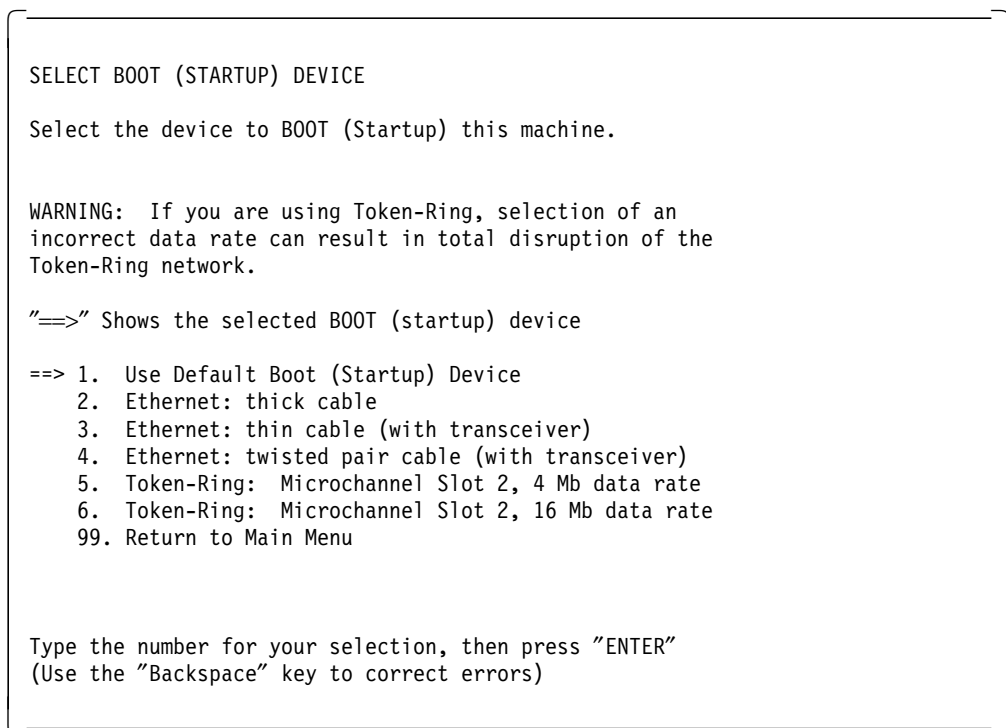 SELECT BOOT (STARTUP) DEVICE
Select the device to BOOT (Startup) this machine.
WARNING:  If you are using Token-Ring, selection of an
incorrect data rate can result in total disruption of the
Token-Ring network.
″==>″ Shows the selected BOOT (startup) device
==> 1.  Use Default Boot (Startup) Device
2.  Ethernet: thick cable
3.  Ethernet: thin cable (with transceiver)
4.  Ethernet: twisted pair cable (with transceiver)
5.  Token-Ring:  Microchannel Slot 2, 4 Mb data rate
6.  Token-Ring:  Microchannel Slot 2, 16 Mb data rate
99. Return to Main Menu
Type the number for your selection, then press ″ENTER″
(Use the ″Backspace″ key to correct errors)